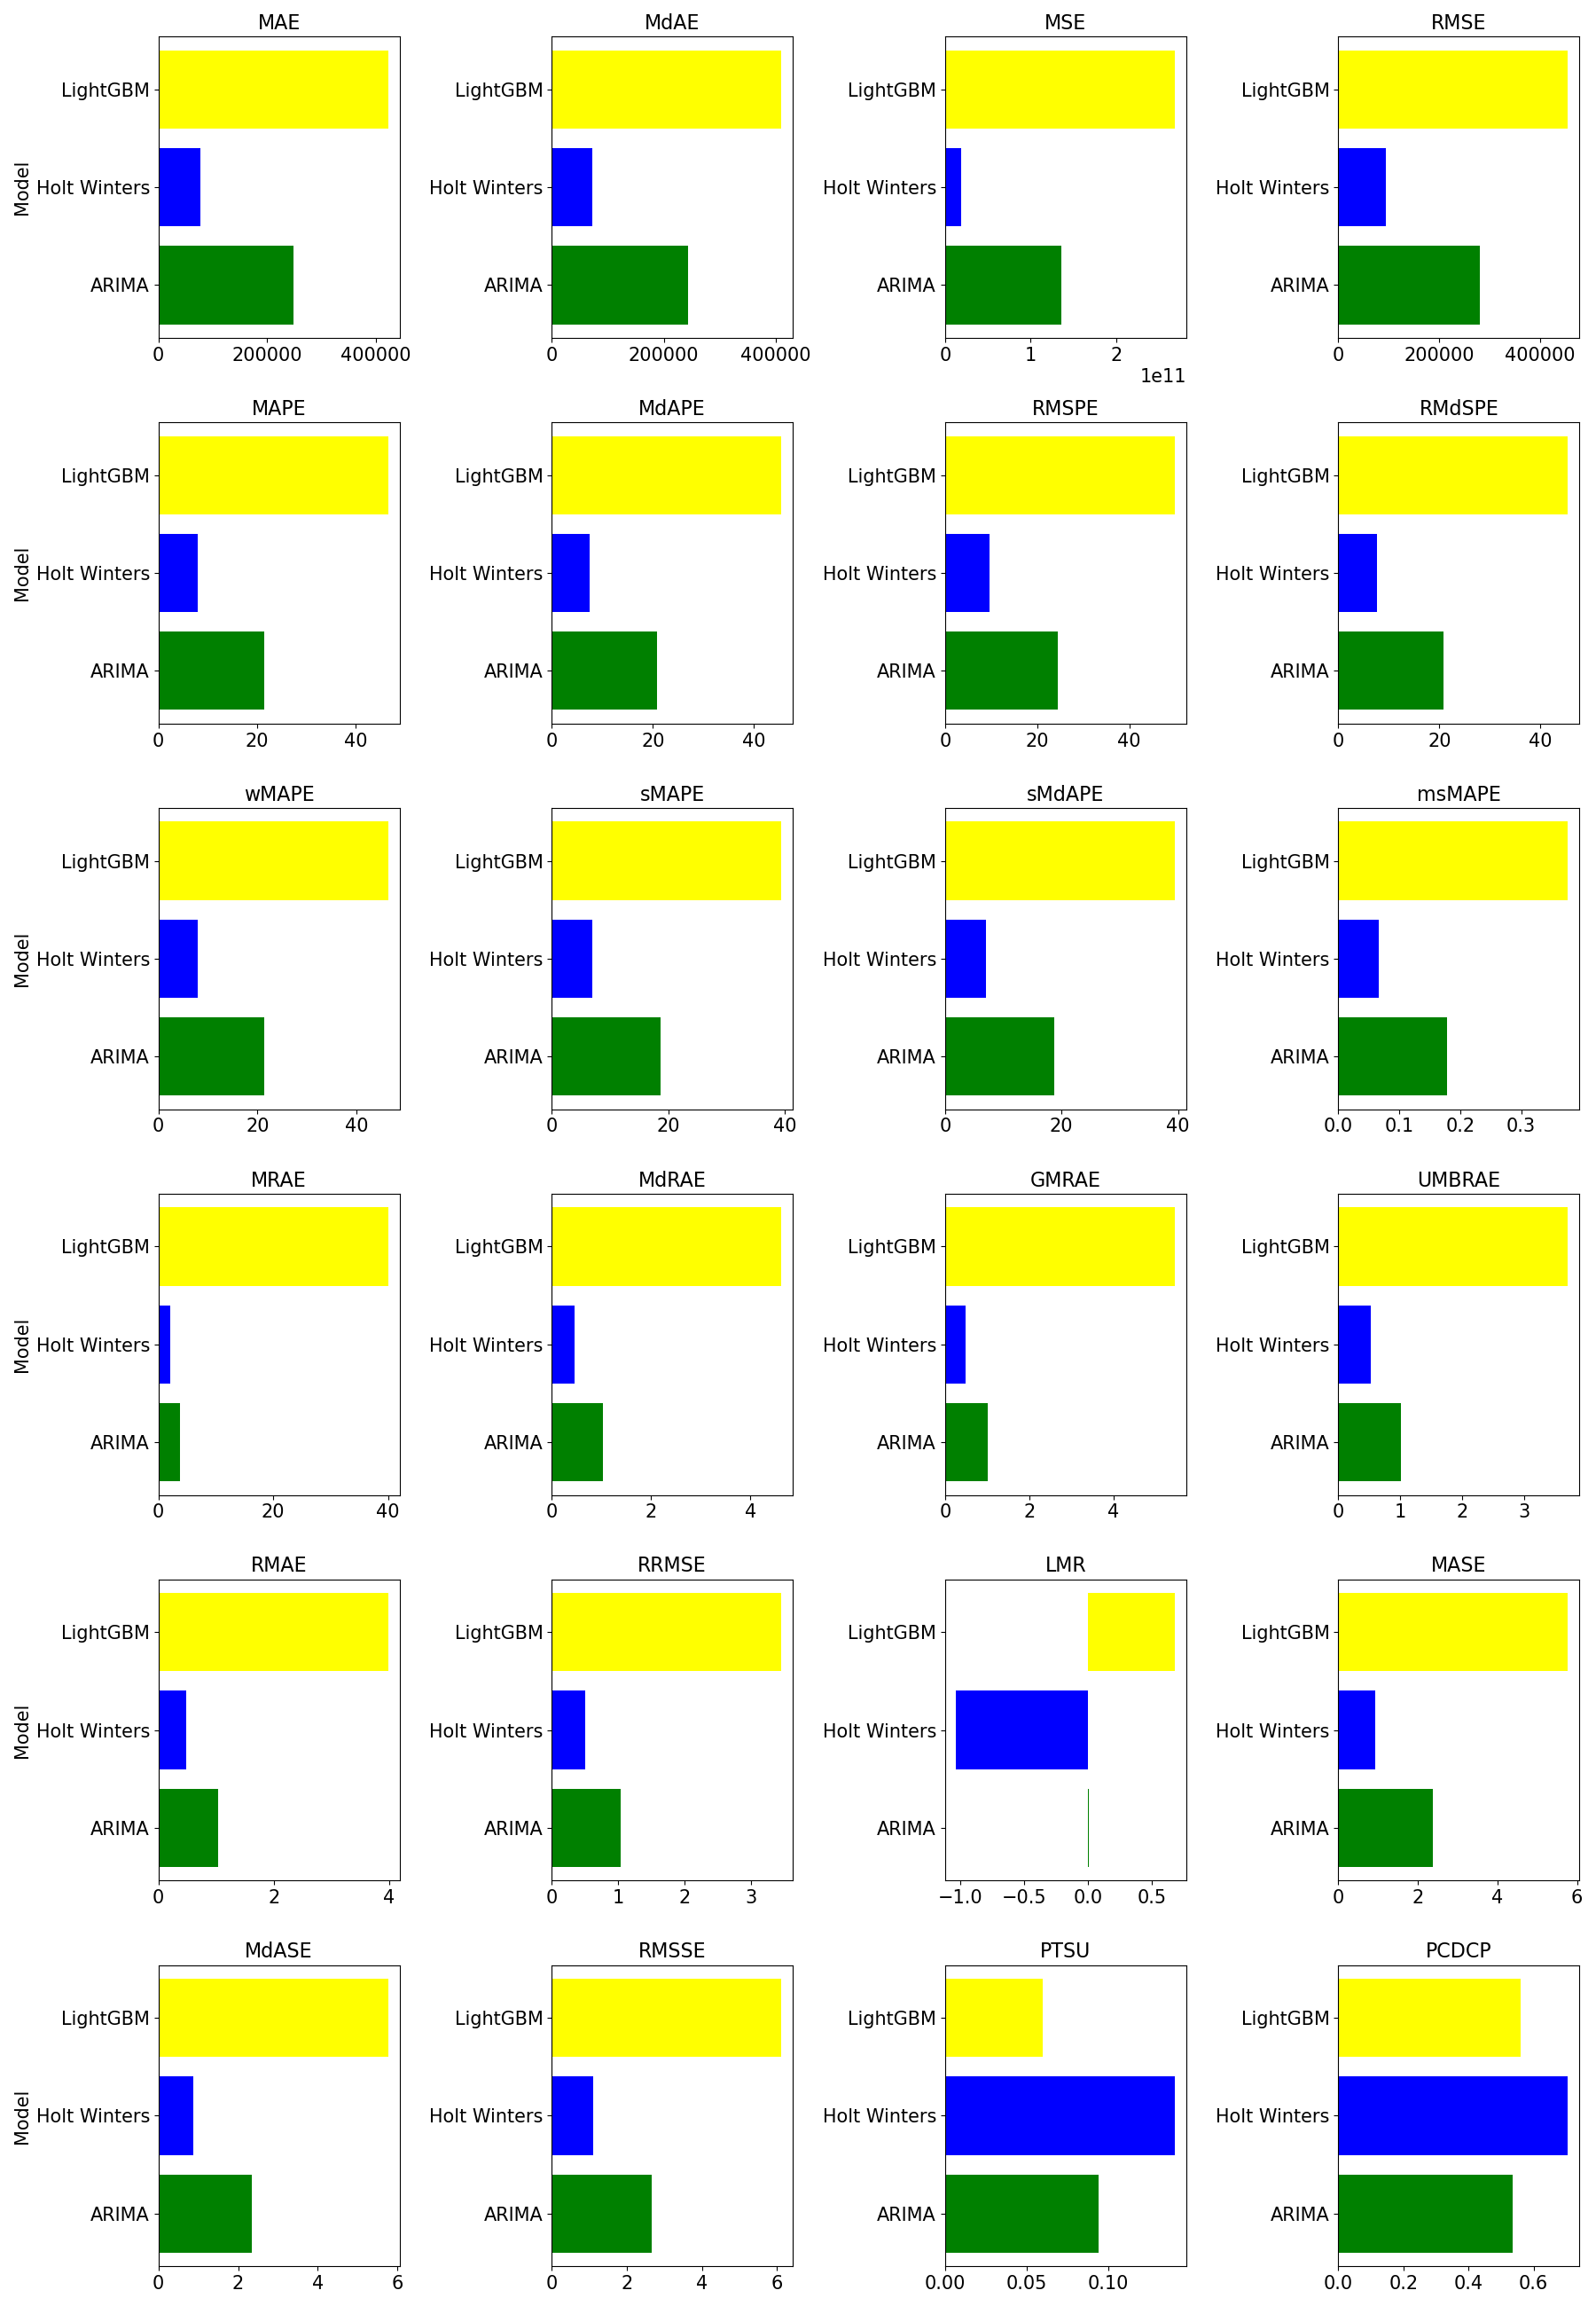 MAE
MdAE
MSE
RMSE
Model
LightGBM
Holt Winters
ARIMA
0 200000 400000
LightGBM
Holt Winters
ARIMA
0 200000 400000
LightGBM
Holt Winters
ARIMA
0 1 2
1e11
LightGBM
Holt Winters
ARIMA
0 200000 400000
MAPE
MdAPE
RMSPE
RMdSPE
Model
LightGBM
Holt Winters
ARIMA
0 20 40
LightGBM
Holt Winters
ARIMA
0 20 40
LightGBM
Holt Winters
ARIMA
0 20 40
LightGBM
Holt Winters
ARIMA
0 20 40
wMAPE
sMAPE
sMdAPE
msMAPE
Model
LightGBM
Holt Winters
ARIMA
0 20 40
LightGBM
Holt Winters
ARIMA
0 20 40
LightGBM
Holt Winters
ARIMA
0 20 40
LightGBM
Holt Winters
ARIMA
0.0 0.1 0.2 0.3
MRAE
MdRAE
GMRAE
UMBRAE
Model
LightGBM
Holt Winters
ARIMA
0 20 40
LightGBM
Holt Winters
ARIMA
0 2 4
LightGBM
Holt Winters
ARIMA
0 2 4
LightGBM
Holt Winters
ARIMA
0 1 2 3
RMAE
RRMSE
LMR
MASE
Model
LightGBM
Holt Winters
ARIMA
0 2 4
LightGBM
Holt Winters
ARIMA
0 1 2 3
LightGBM
Holt Winters
ARIMA
−1.0 −0.5 0.0 0.5
LightGBM
Holt Winters
ARIMA
0 2 4 6
MdASE
RMSSE
PTSU
PCDCP
Model
LightGBM
Holt Winters
ARIMA
0 2 4 6
LightGBM
Holt Winters
ARIMA
0 2 4 6
LightGBM
Holt Winters
ARIMA
0.00 0.05 0.10
LightGBM
Holt Winters
ARIMA
0.0 0.2 0.4 0.6